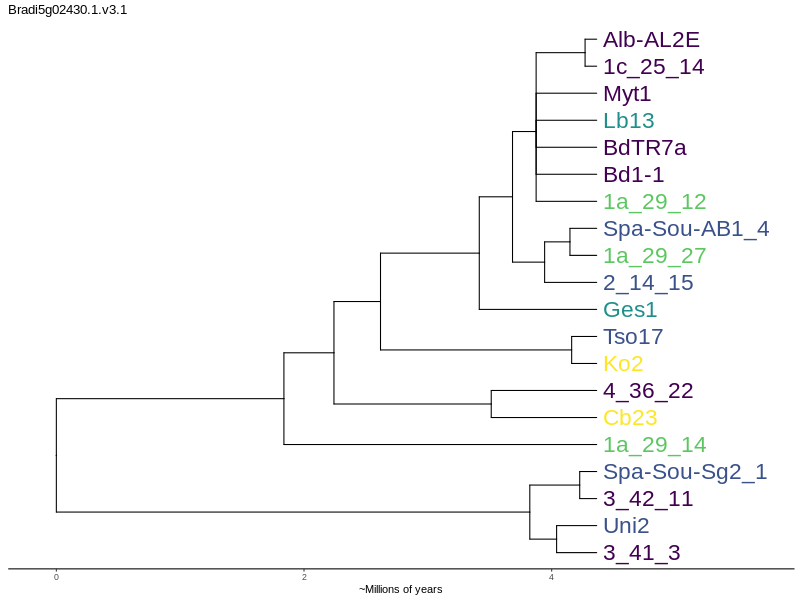 Bradi5g02430.1.v3.1
Alb-AL2E
1c_25_14
Myt1
Lb13
BdTR7a
Bd1-1
1a_29_12
Spa-Sou-AB1_4
1a_29_27
2_14_15
Ges1
Tso17
Ko2
4_36_22
Cb23
1a_29_14
Spa-Sou-Sg2_1
3_42_11
Uni2
3_41_3
0 2 4
~Millions of years